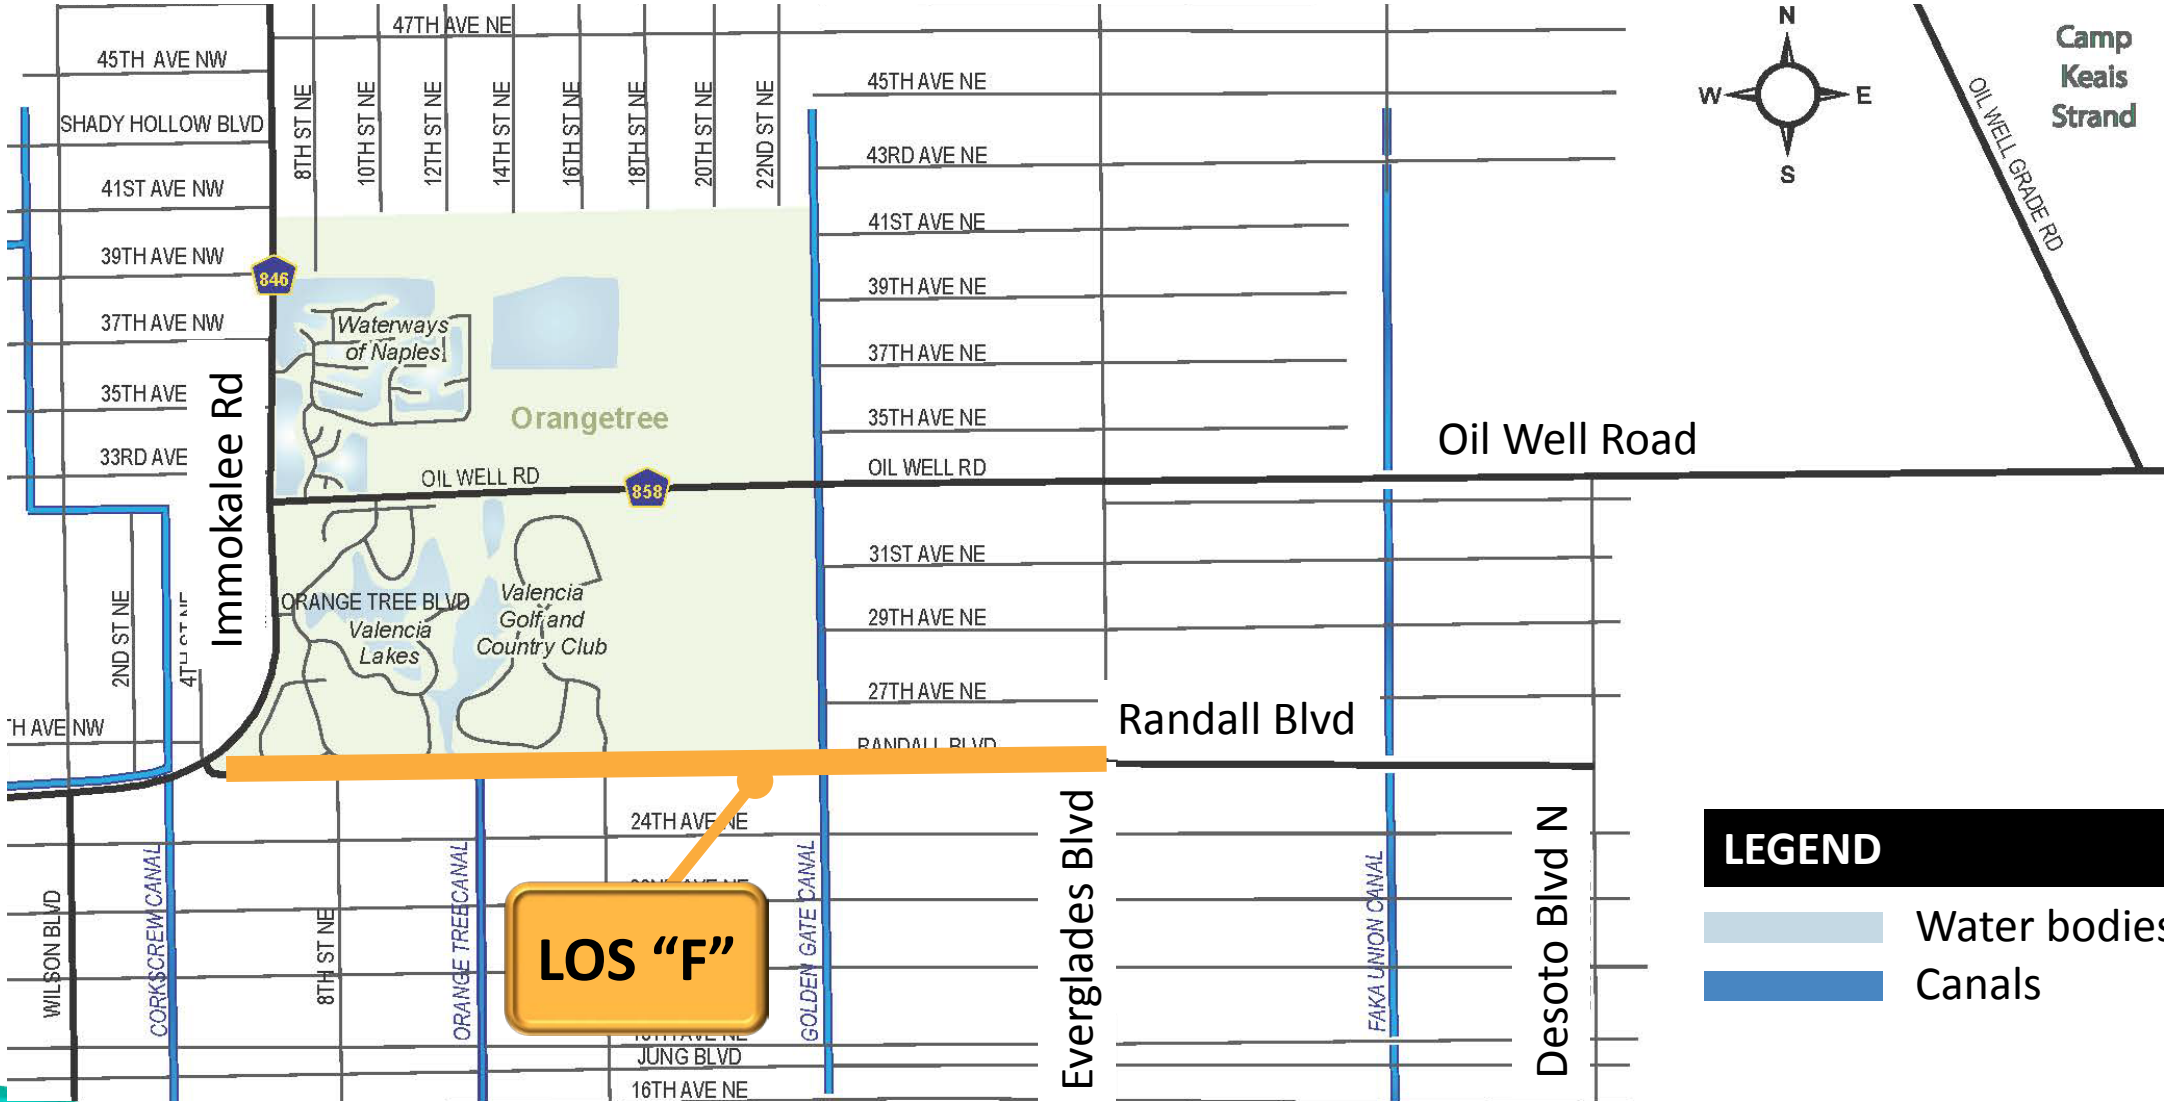 47TH AVE NE
45TH AVE NW
SHADY HOLLOW BLVD
41ST AVE NW
39TH AVE NW
37TH AVE NW
35TH AVE
33RD AVE
846
Immokalee Rd
8TH ST NE
10TH ST NE
12TH ST NE
14TH ST NE
16TH ST NE
18TH ST NE
20TH ST NE
22ND ST NE
45TH AVE NE
43RD AVE NE
41ST AVE NE
39TH AVE NE
37TH AVE NE
35TH AVE NE
OIL WELL RD
31ST AVE NE
29TH AVE NE
27TH AVE NE
RANDALL BLVD
N
W
E
S
Camp
Keais
Strand
OIL WELL GRADE RD
Waterways
of Naples
Orangetree
OIL WELL RD
858
Oil Well Road
ORANGE TREE BLVD
Valencia
Lakes
Valencia
Golf and
Country Club
2ND ST NE
4TH ST NE
TH AVE NW
Randall Blvd
24TH AVE NE
LOS “F”
JUNG BLVD
16TH AVE NE
WILSON BLVD
CORKSCREW CANAL
8TH ST NE
ORANGE TREE CANAL
GOLDEN GATE CANAL
Everglades Blvd
FAKA UNION CANAL
Desoto Blvd N
LEGEND
Water bodies
Canals